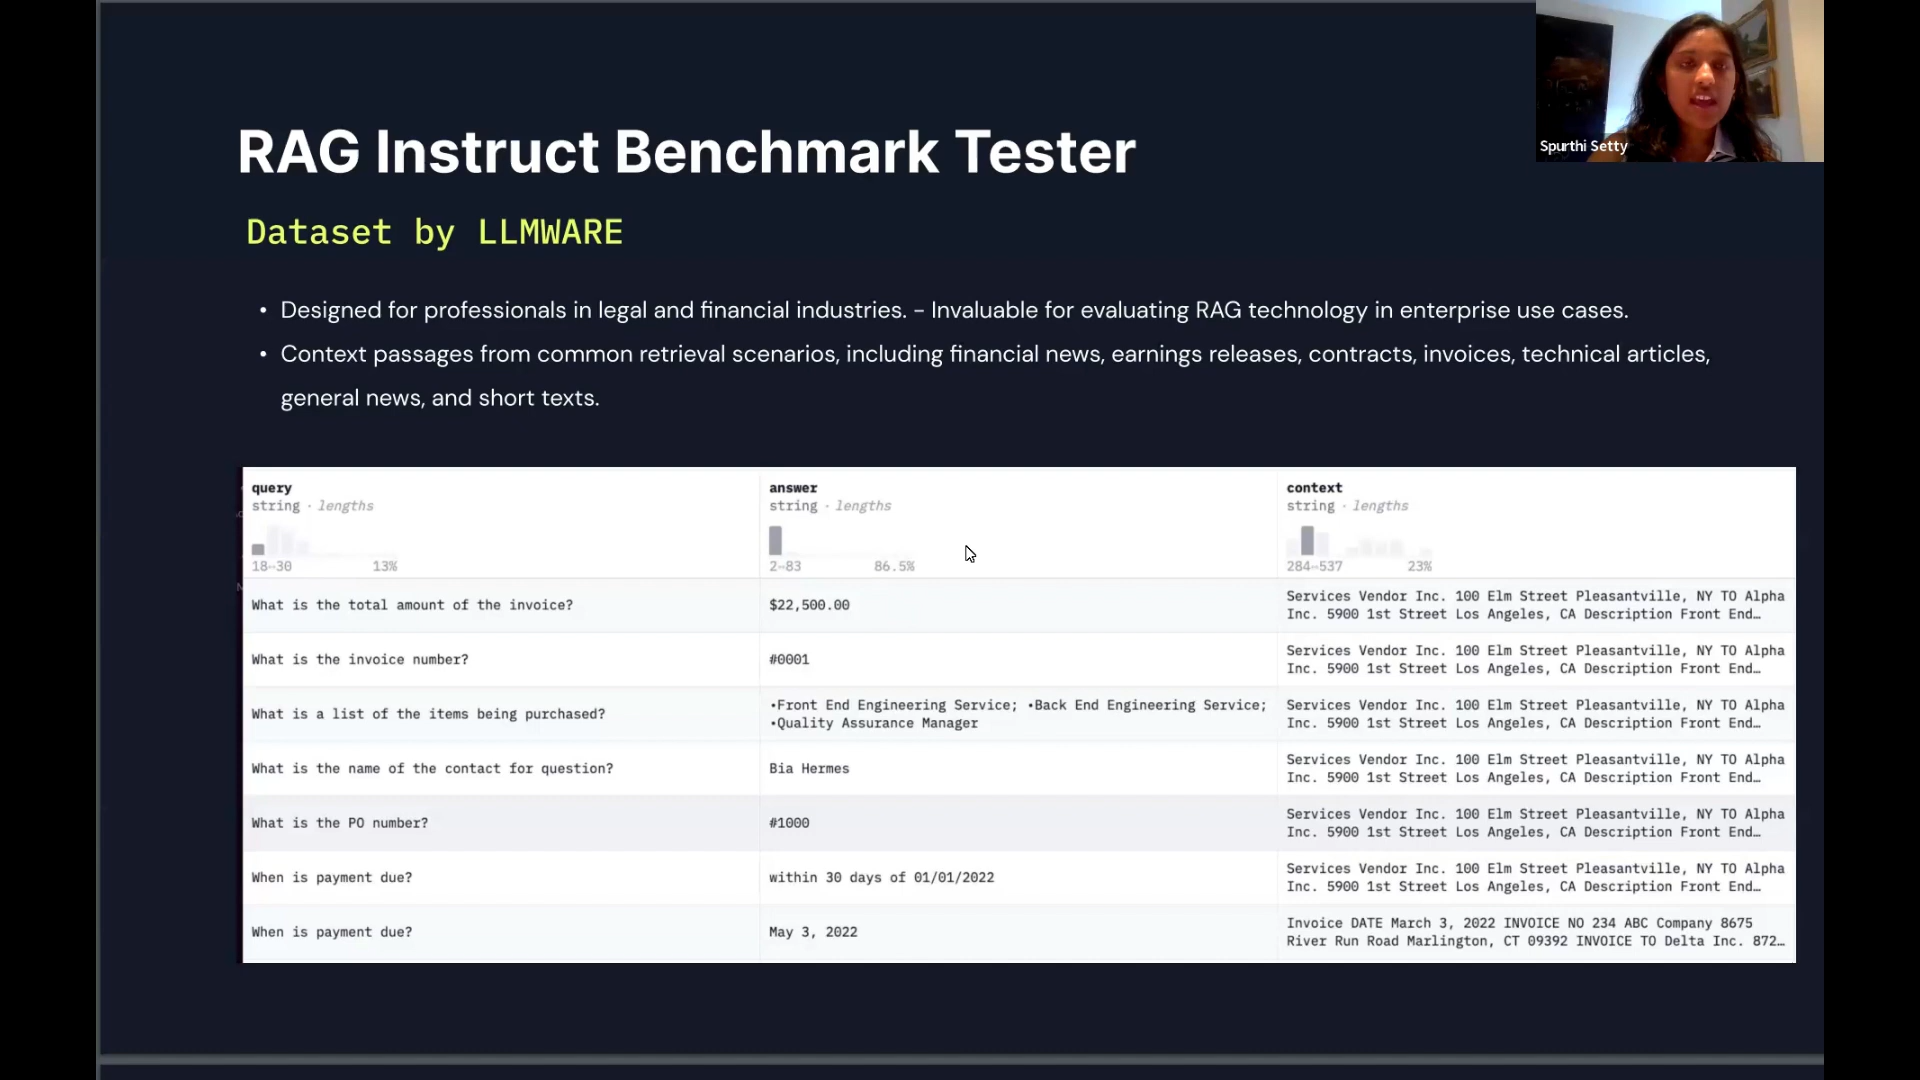 Spurthi Setty
RAG Instruct Benchmark Tester
Dataset by LLMWARE
• Designed for professionals in legal and financial industries. - Invaluable for evaluating RAG technology in enterprise use cases.
• Context passages from common retrieval scenarios, including financial news, earnings releases, contracts, invoices, technical articles,
general news, and short texts.
query answer context
string · lengths string · lengths string · lengths
18↔30 13% 2↔83 86.5% 284↔537 23%
What is the total amount of the invoice? $22,500.00 Services Vendor Inc. 100 Elm Street Pleasantville, NY TO Alpha
Inc. 5900 1st Street Los Angeles, CA Description Front End…
What is the invoice number? #0001 Services Vendor Inc. 100 Elm Street Pleasantville, NY TO Alpha
Inc. 5900 1st Street Los Angeles, CA Description Front End…
What is a list of the items being purchased? •Front End Engineering Service; •Back End Engineering Service; Services Vendor Inc. 100 Elm Street Pleasantville, NY TO Alpha
•Quality Assurance Manager Inc. 5900 1st Street Los Angeles, CA Description Front End…
What is the name of the contact for question? Bia Hermes Services Vendor Inc. 100 Elm Street Pleasantville, NY TO Alpha
Inc. 5900 1st Street Los Angeles, CA Description Front End…
What is the PO number? #1000 Services Vendor Inc. 100 Elm Street Pleasantville, NY TO Alpha
Inc. 5900 1st Street Los Angeles, CA Description Front End…
When is payment due? within 30 days of 01/01/2022 Services Vendor Inc. 100 Elm Street Pleasantville, NY TO Alpha
Inc. 5900 1st Street Los Angeles, CA Description Front End…
When is payment due? May 3, 2022 Invoice DATE March 3, 2022 INVOICE NO 234 ABC Company 8675
River Run Road Marlington, CT 09392 INVOICE TO Delta Inc. 872…